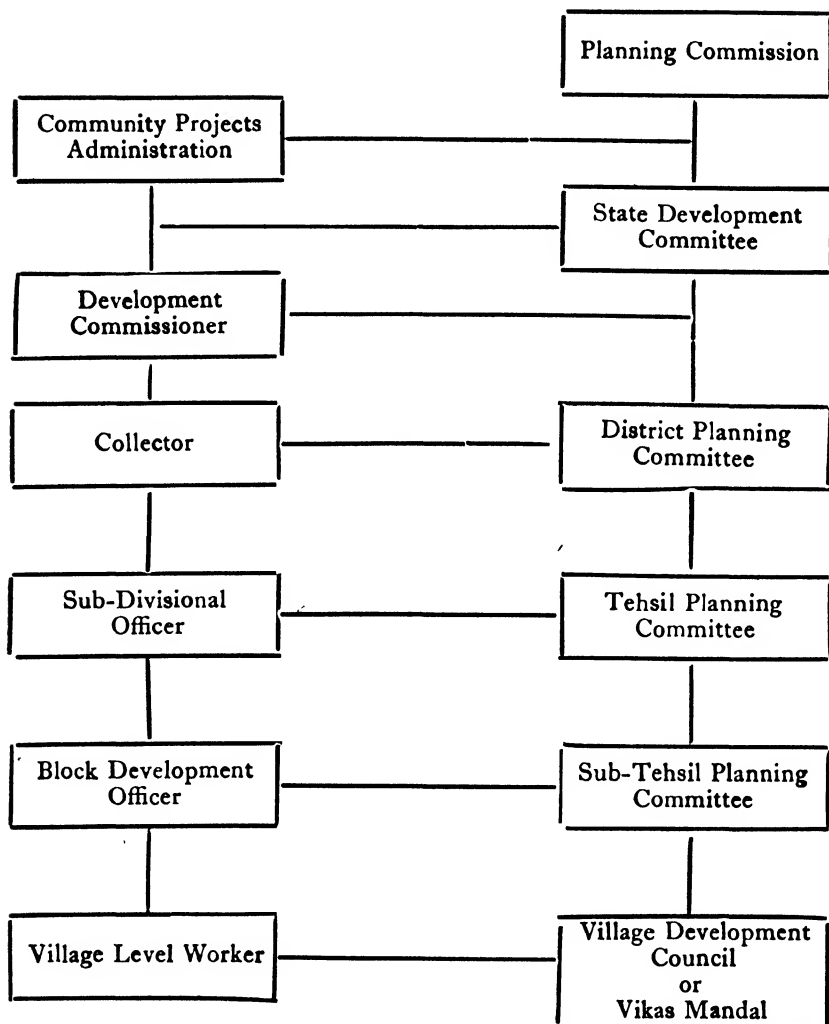 Planning Commission
Community Projects
Administration
State Development
Committee
Development
Commissioner
Collector
District Planning
Committee
Sub-Divisional
Officer
Tehsil Planning
Committee
Block Development
Officer
Sub-Tehsil Planning
Committee
Village Level Worker
Village Development
Council
or
Vikas Mandal